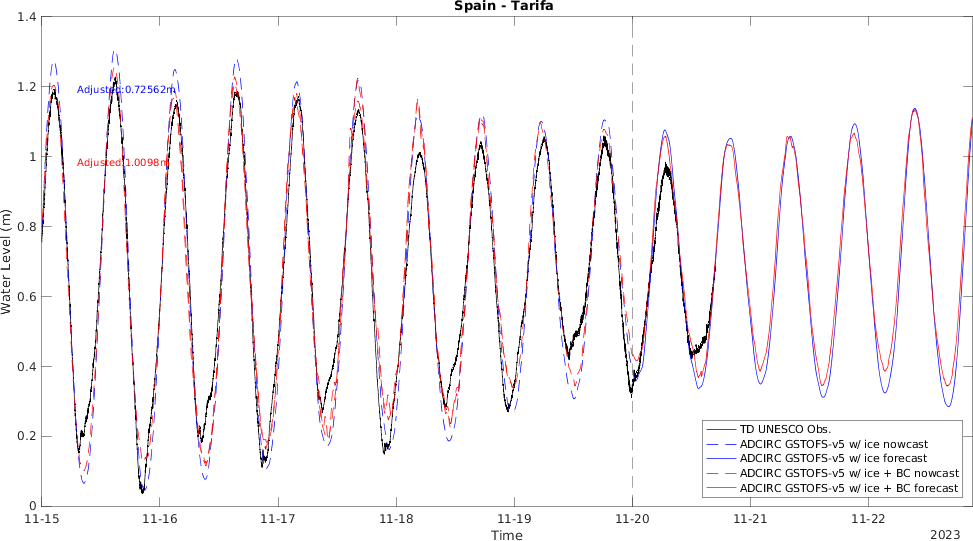 Spain - Tarifa
1.4
1.2
1
0.8
0.6
0.4
0.2
0
Water Level (m)
Adjusted:0.72562m
Adjusted:1.0098m
TD UNESCO Obs.
ADCIRC GSTOFS-v5 w/ ice nowcast
ADCIRC GSTOFS-v5 w/ ice forecast
ADCIRC GSTOFS-v5 w/ ice + BC nowcast
ADCIRC GSTOFS-v5 w/ ice + BC forecast
11-15 11-16 11-17 11-18 11-19 11-20 11-21 11-22
Time
2023